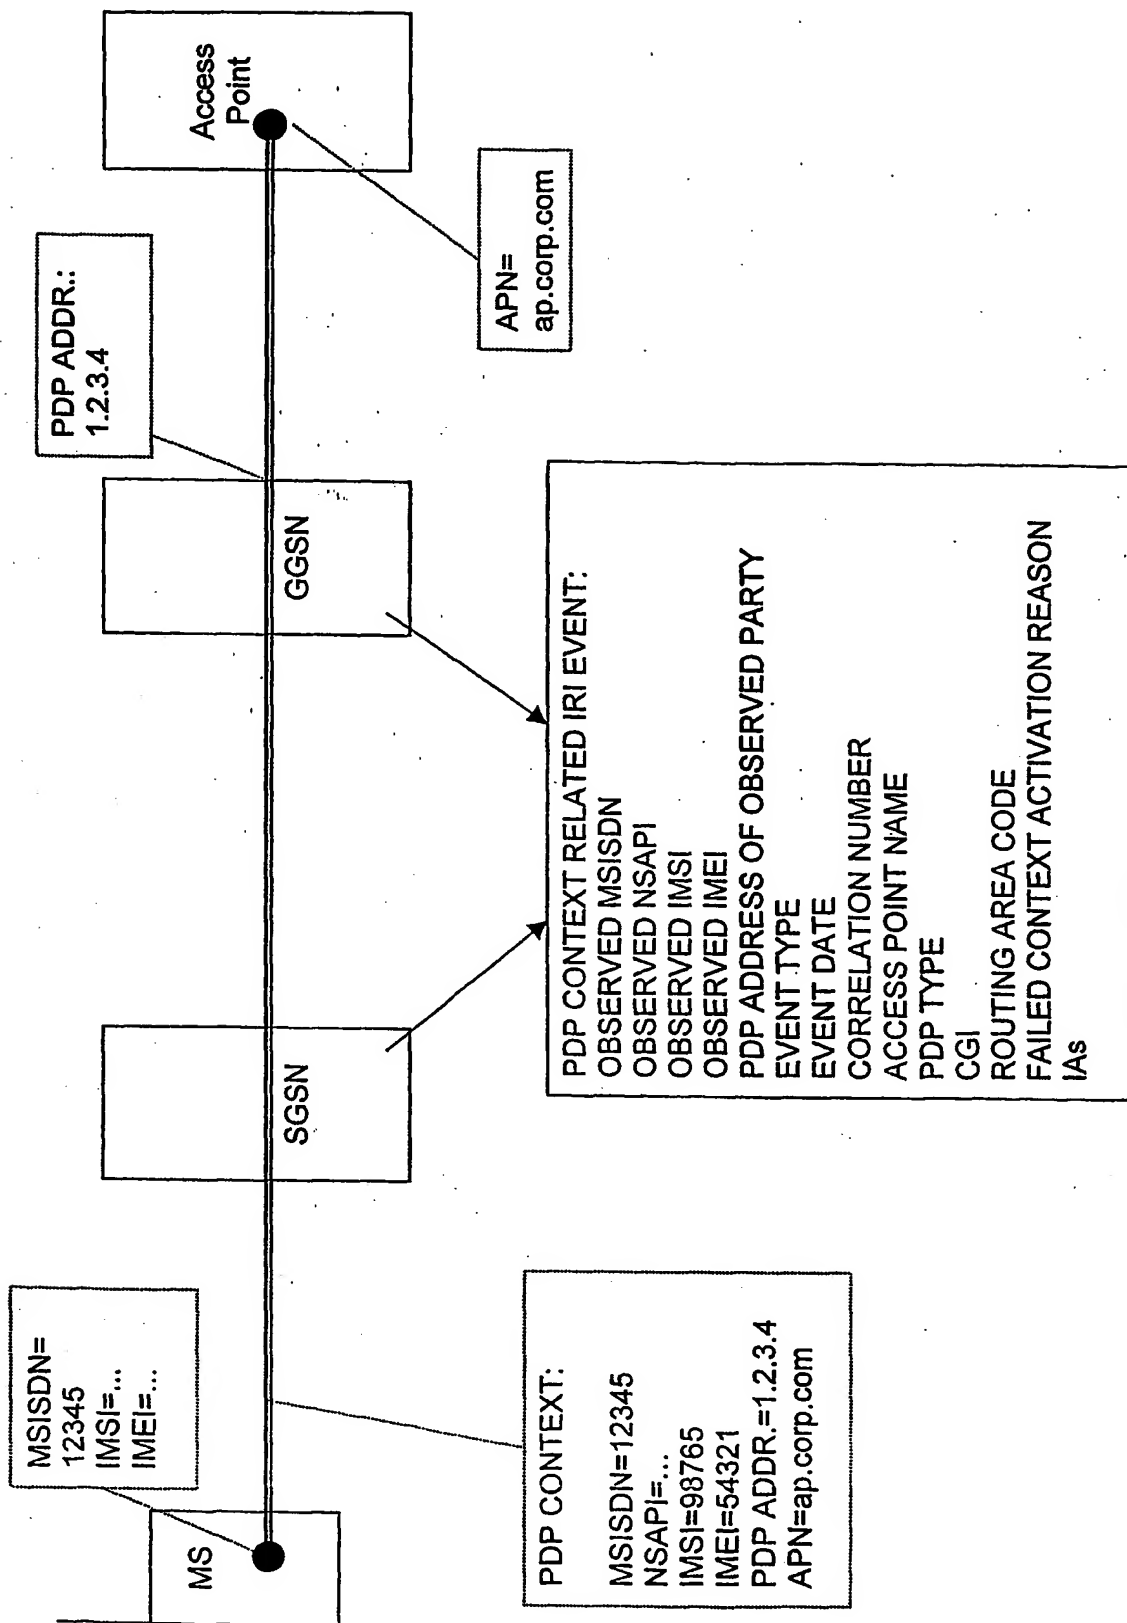 MSISDN=
12345
IMSI=...
IMEI=...
MS
PDP CONTEXT:
MSISDN=12345
NSAPI=...
IMSI=98765
IMEI=54321
PDP ADDR.=1.2.3.4
APN=ap.corp.com
SGSN
GGSN
PDP ADDR.:
1.2.3.4
Access
Point
APN=
ap.corp.com
PDP CONTEXT RELATED IRI EVENT:
OBSERVED MSISDN
OBSERVED NSAPI
OBSERVED IMSI
OBSERVED IMEI
PDP ADDRESS OF OBSERVED PARTY
EVENT TYPE
EVENT DATE
CORRELATION NUMBER
ACCESS POINT NAME
PDP TYPE
CGI
ROUTING AREA CODE
FAILED CONTEXT ACTIVATION REASON
IAs